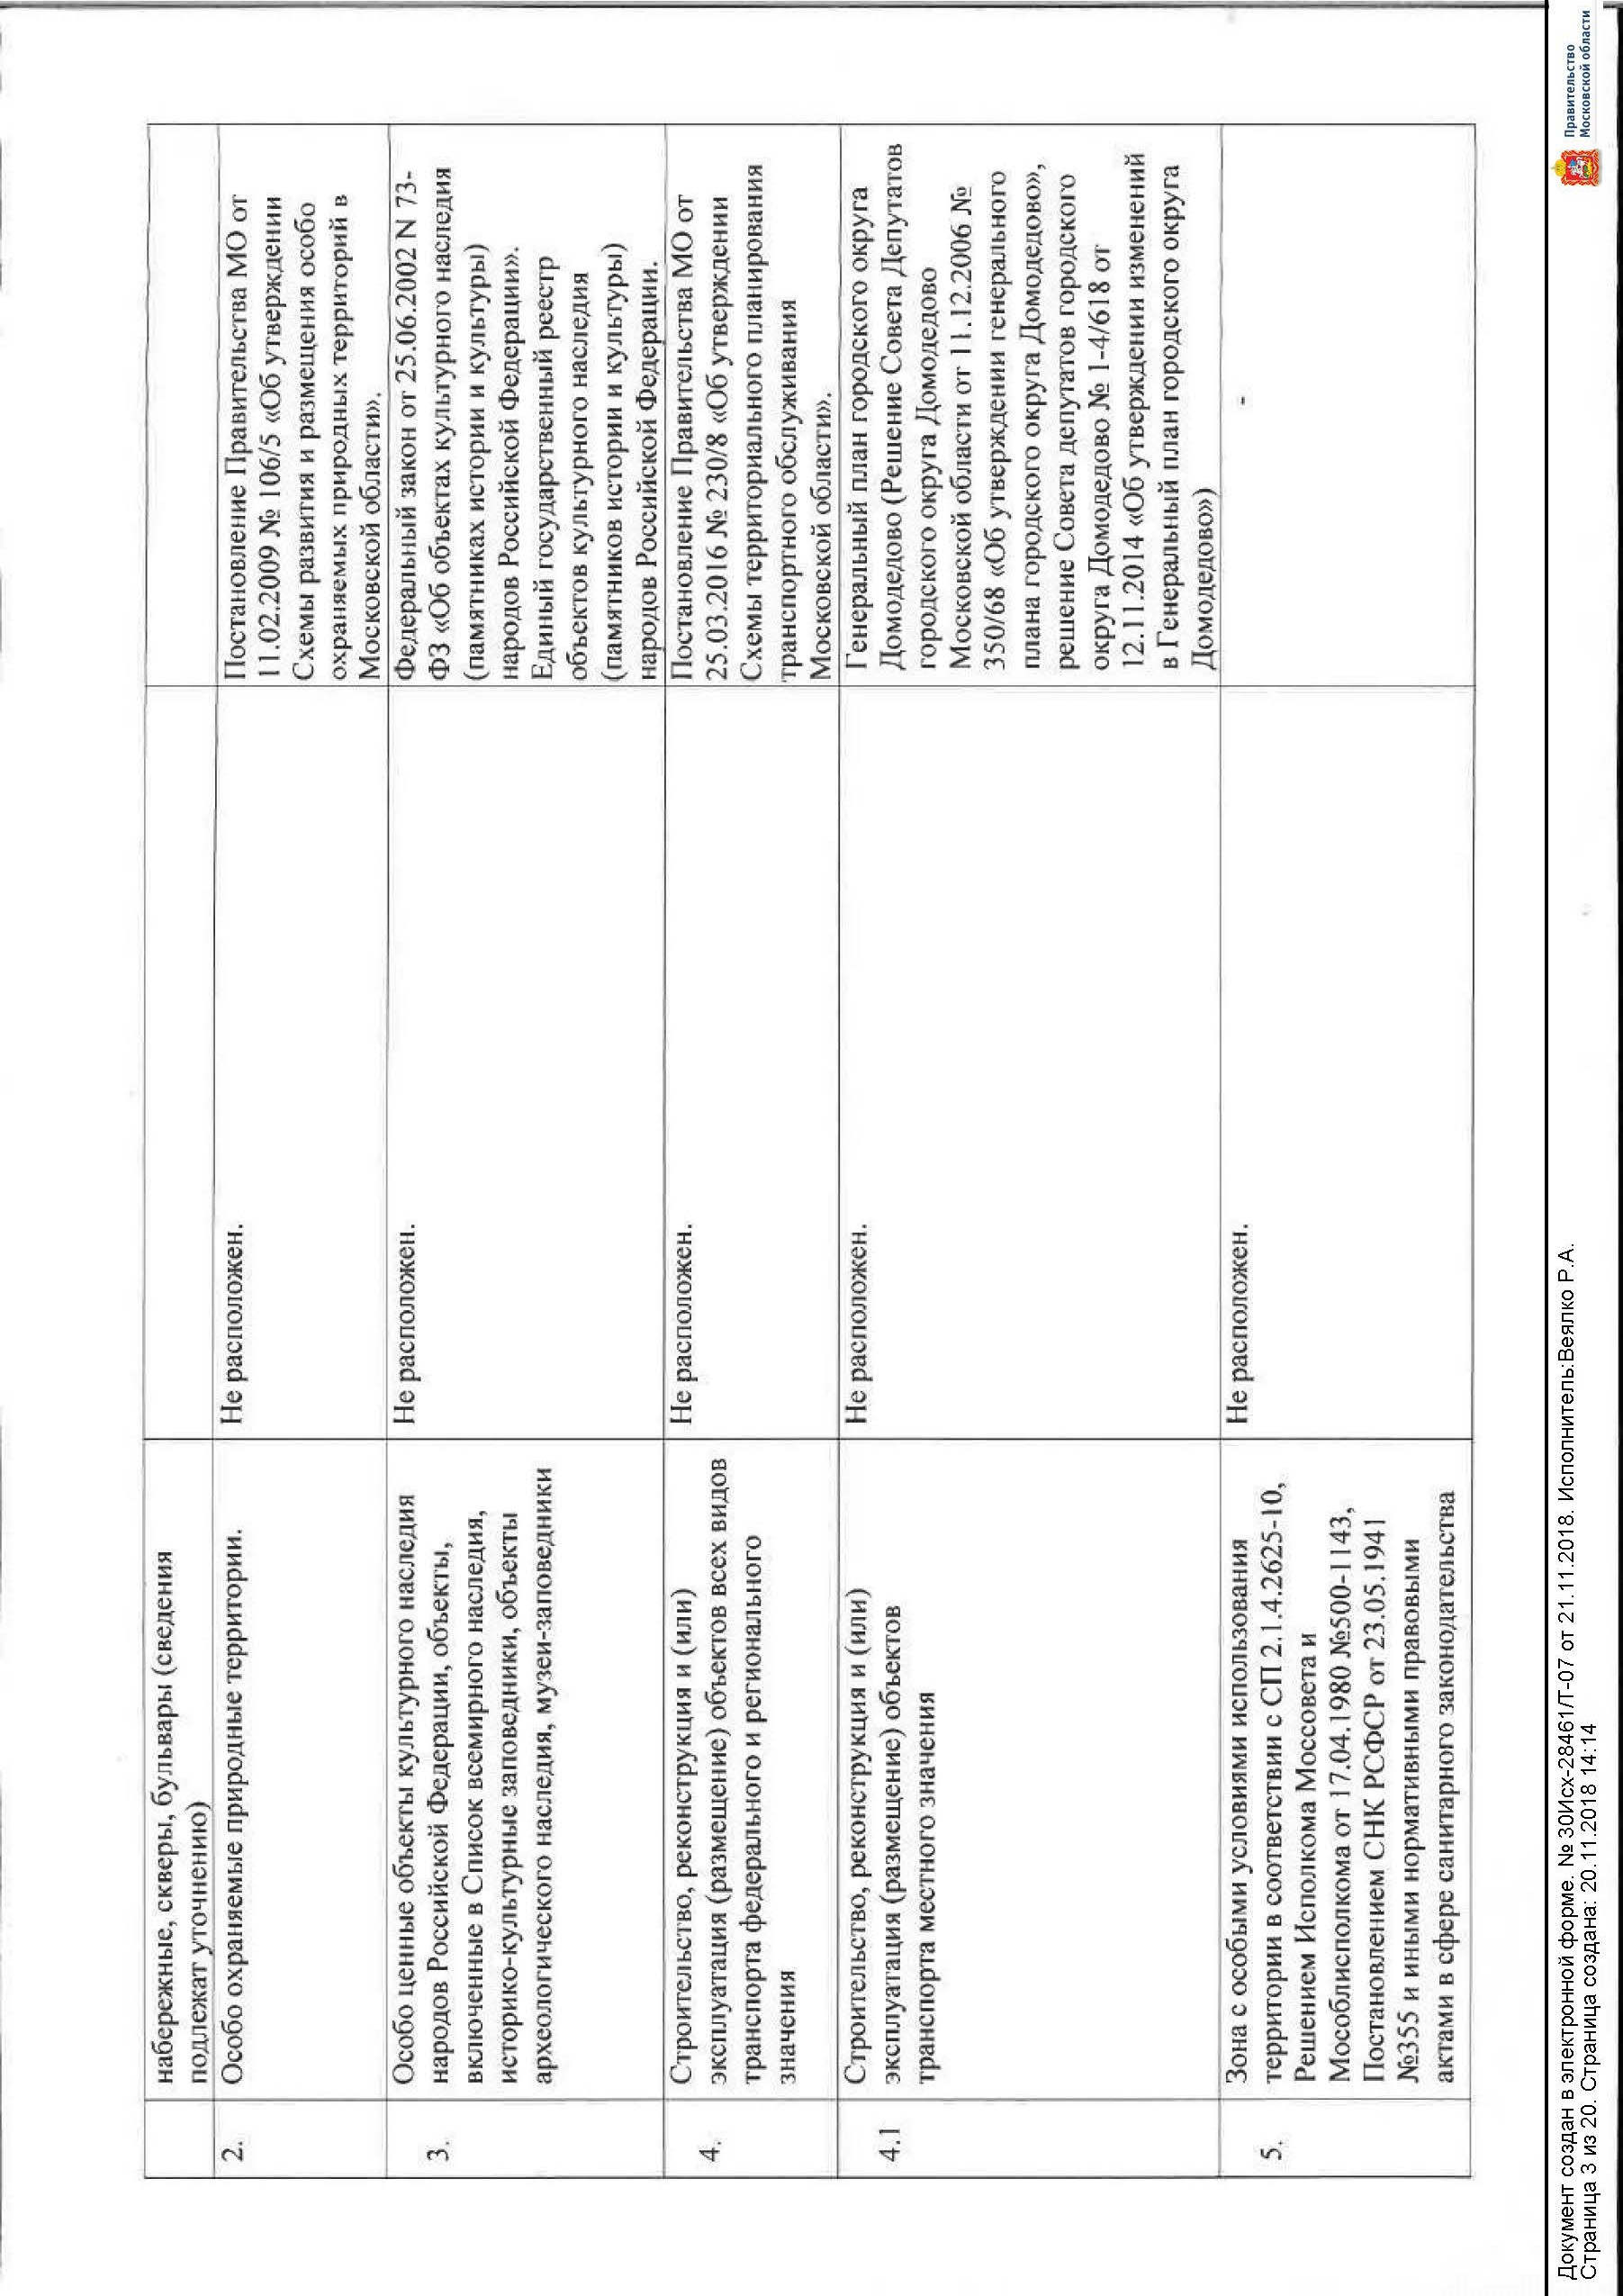 набережные, скверы, бульвары (сведения
подлежат уточнению)
2.
Особо охраняемые природные территории.
Не расположен.
Постановление Правительства МО от
11.02.2009 № 106/5 «Об утверждении
Схемы развития и размещения особо
охраняемых природных территорий в
Московской области».
3.
Особо ценные объекты культурного наследия
народов Российской Федерации, объекты,
включенные в Список всемирного наследия,
историко-культурные заповедники, объекты
археологического наследия, музеи-заповедники
Не расположен.
Федеральный закон от 25.06.2002 N 73-
ФЗ «Об объектах культурного наследия
(памятниках истории и культуры)
народов Российской Федерации».
Единый государственный реестр
объектов культурного наследия
(памятников истории и культуры)
народов Российской Федерации.
4.
Строительство, реконструкция и (или)
эксплуатация (размещение) объектов всех видов
транспорта федерального и регионального
значения
Не расположен.
Постановление Правительства МО от
25.03.2016 № 230/8 «Об утверждении
Схемы территориального планирования
транспортного обслуживания
Московской области».
4.1
Строительство, реконструкция и (или)
эксплуатация (размещение) объектов
транспорта местного значения
Не расположен.
Генеральный план городского округа
Домодедово (Решение Совета Депутатов
городского округа Домодедово
Московской области от 11.12.2006 №
350/68 «Об утверждении генерального
плана городского округа Домодедово»,
решение Совета депутатов городского
округа Домодедово № 1-4/618 от
12.11.2014 «Об утверждении изменений
в Генеральный план городского округа
Домодедово»)
5.
Зона с особыми условиями использования
территории в соответствии с СП 2.1.4.2625-10,
Решением Исполкома Моссовета и
Мособлисполкома от 17.04.1980 №500-1143,
Постановлением СНК РСФСР от 23.05.1941
№355 и иными нормативными правовыми
актами в сфере санитарного законодательства
Не расположен.
-
Документ создан в электронной форме. № 30Исх-28461/Т-07 от 21.11.2018. Исполнитель:Веялко Р.А.
Страница 3 из 20. Страница создана: 20.11.2018 14:14
Правительство
Московской области